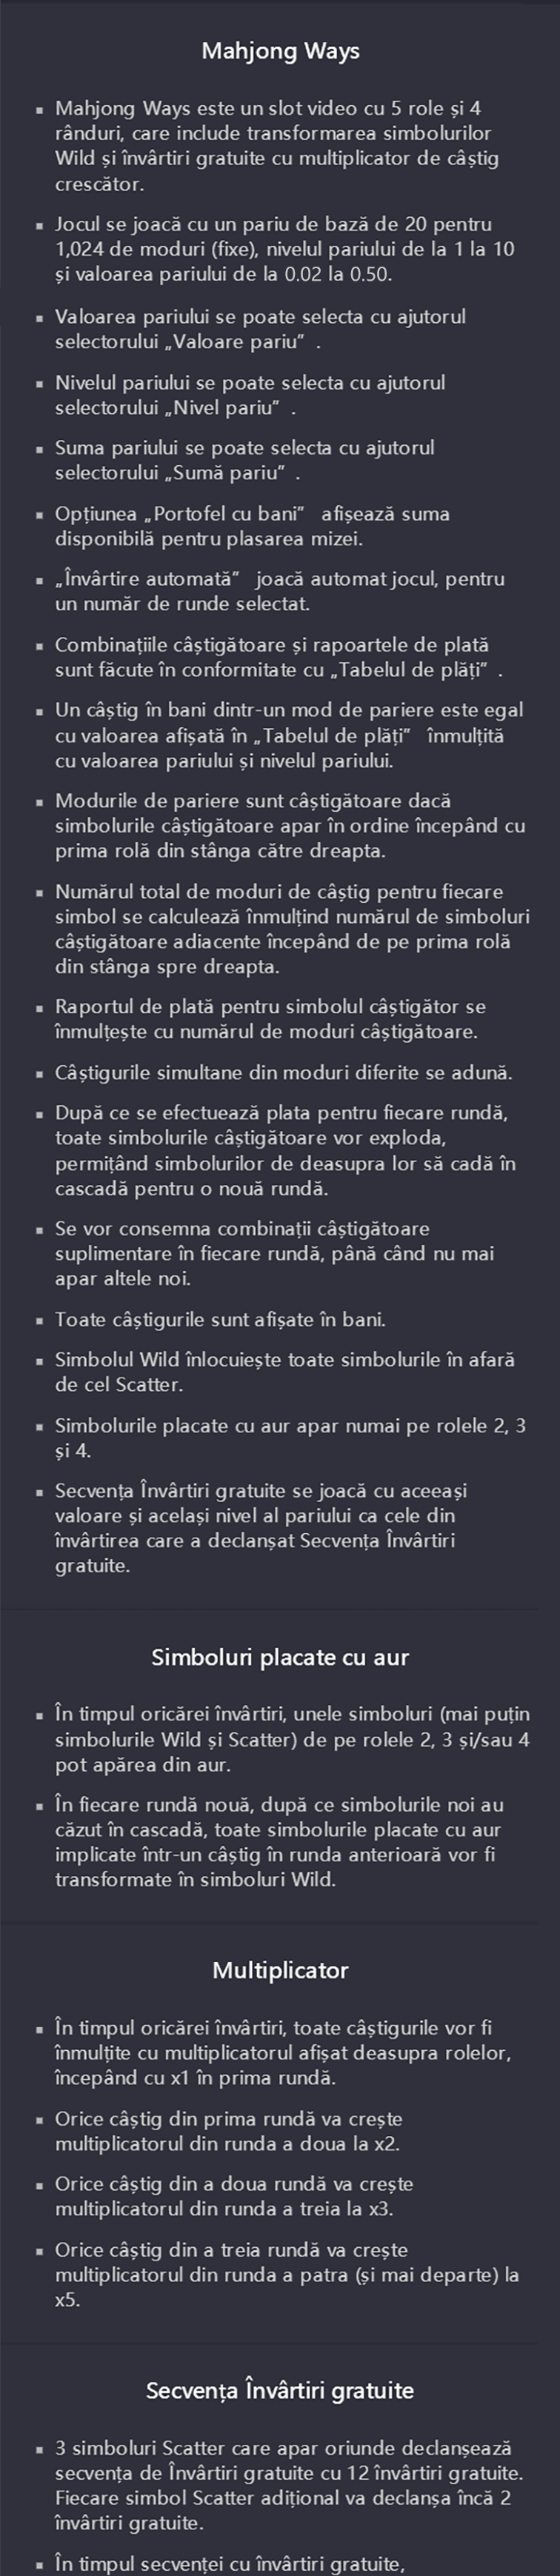 Mahjong Ways
▪ Mahjong Ways este un slot video cu 5 role și 4
rânduri, care include transformarea simbolurilor
Wild și învârtiri gratuite cu multiplicator de câștig
crescător.
▪ Jocul se joacă cu un pariu de bază de 20 pentru
1,024 de moduri (fixe), nivelul pariului de la 1 la 10
și valoarea pariului de la 0.02 la 0.50.
▪ Valoarea pariului se poate selecta cu ajutorul
selectorului „Valoare pariu” .
▪ Nivelul pariului se poate selecta cu ajutorul
selectorului „Nivel pariu” .
▪ Suma pariului se poate selecta cu ajutorul
selectorului „Sumă pariu” .
▪ Opțiunea „Portofel cu bani” afișează suma
disponibilă pentru plasarea mizei.
▪ „Învârtire automată” joacă automat jocul, pentru
un număr de runde selectat.
▪ Combinațiile câștigătoare și rapoartele de plată
sunt făcute în conformitate cu „Tabelul de plăți” .
▪ Un câștig în bani dintr-un mod de pariere este egal
cu valoarea afișată în „Tabelul de plăți” înmulțită
cu valoarea pariului și nivelul pariului.
▪ Modurile de pariere sunt câștigătoare dacă
simbolurile câștigătoare apar în ordine începând cu
prima rolă din stânga către dreapta.
▪ Numărul total de moduri de câștig pentru fiecare
simbol se calculează înmulțind numărul de simboluri
câștigătoare adiacente începând de pe prima rolă
din stânga spre dreapta.
▪ Raportul de plată pentru simbolul câștigător se
înmulțește cu numărul de moduri câștigătoare.
▪ Câștigurile simultane din moduri diferite se adună.
▪ După ce se efectuează plata pentru fiecare rundă,
toate simbolurile câștigătoare vor exploda,
permițând simbolurilor de deasupra lor să cadă în
cascadă pentru o nouă rundă.
▪ Se vor consemna combinații câștigătoare
suplimentare în fiecare rundă, până când nu mai
apar altele noi.
▪ Toate câștigurile sunt afișate în bani.
▪ Simbolul Wild înlocuiește toate simbolurile în afară
de cel Scatter.
▪ Simbolurile placate cu aur apar numai pe rolele 2, 3
și 4.
▪ Secvența Învârtiri gratuite se joacă cu aceeași
valoare și același nivel al pariului ca cele din
învârtirea care a declanșat Secvența Învârtiri
gratuite.
Simboluri placate cu aur
▪ În timpul oricărei învârtiri, unele simboluri (mai puțin
simbolurile Wild și Scatter) de pe rolele 2, 3 și/sau 4
pot apărea din aur.
▪ În fiecare rundă nouă, după ce simbolurile noi au
căzut în cascadă, toate simbolurile placate cu aur
implicate într-un câștig în runda anterioară vor fi
transformate în simboluri Wild.
Multiplicator
▪ În timpul oricărei învârtiri, toate câștigurile vor fi
înmulțite cu multiplicatorul afișat deasupra rolelor,
începând cu x1 în prima rundă.
▪ Orice câștig din prima rundă va crește
multiplicatorul din runda a doua la x2.
▪ Orice câștig din a doua rundă va crește
multiplicatorul din runda a treia la x3.
▪ Orice câștig din a treia rundă va crește
multiplicatorul din runda a patra (și mai departe) la
x5.
Secvența Învârtiri gratuite
▪ 3 simboluri Scatter care apar oriunde declanșează
secvența de Învârtiri gratuite cu 12 învârtiri gratuite.
Fiecare simbol Scatter adițional va declanșa încă 2
învârtiri gratuite.
▪ În timpul secvenței cu învârtiri gratuite,